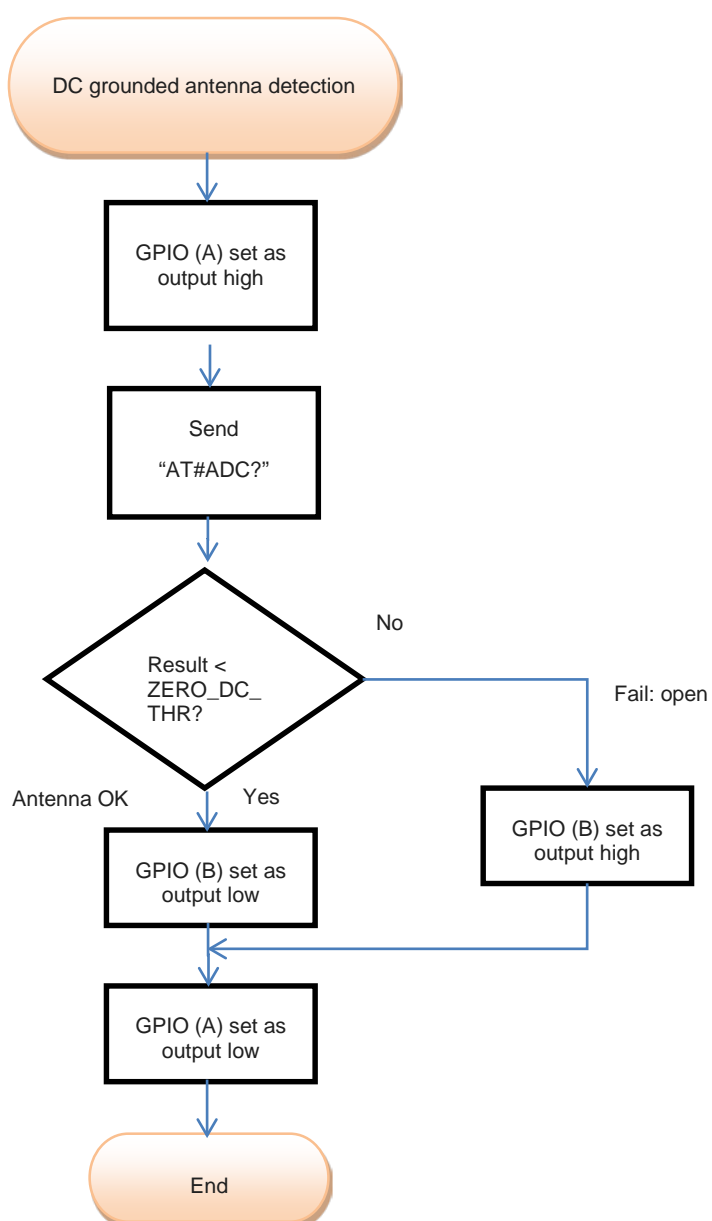 DC grounded antenna detection
GPIO (A) set as
output high
Send
“AT#ADC?”
No
Result <
ZERO_DC_
THR?
Fail: open
Antenna OK
Yes
GPIO (B) set as
output high
GPIO (B) set as
output low
GPIO (A) set as
output low
End